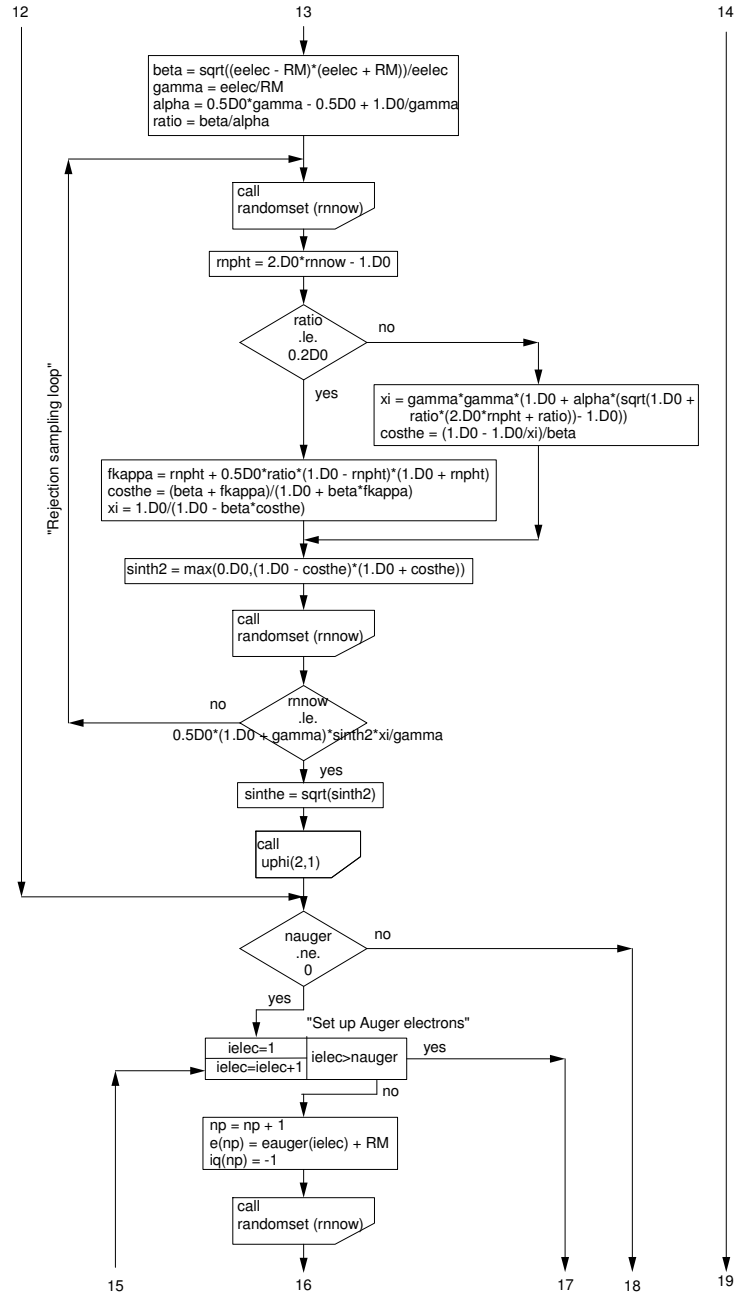 12
13
14
beta = sqrt((eelec - RM)*(eelec + RM))/eelec
gamma = eelec/RM
alpha = 0.5D0*gamma - 0.5D0 + 1.D0/gamma
ratio = beta/alpha
call
randomset (rnnow)
rnpht = 2.D0*rnnow - 1.D0
ratio
.le.
0.2D0
no
yes
"Rejection sampling loop"
xi = gamma*gamma*(1.D0 + alpha*(sqrt(1.D0 +
ratio*(2.D0*rnpht + ratio))- 1.D0))
costhe = (1.D0 - 1.D0/xi)/beta
fkappa = rnpht + 0.5D0*ratio*(1.D0 - rnpht)*(1.D0 + rnpht)
costhe = (beta + fkappa)/(1.D0 + beta*fkappa)
xi = 1.D0/(1.D0 - beta*costhe)
sinth2 = max(0.D0,(1.D0 - costhe)*(1.D0 + costhe))
call
randomset (rnnow)
no
rnnow
.le.
0.5D0*(1.D0 + gamma)*sinth2*xi/gamma
yes
sinthe = sqrt(sinth2)
call
uphi(2,1)
nauger
.ne.
0
no
yes
"Set up Auger electrons"
ielec=1
ielec=ielec+1
ielec>nauger
yes
no
np = np + 1
e(np) = eauger(ielec) + RM
iq(np) = -1
call
randomset (rnnow)
15
16
17
18
19